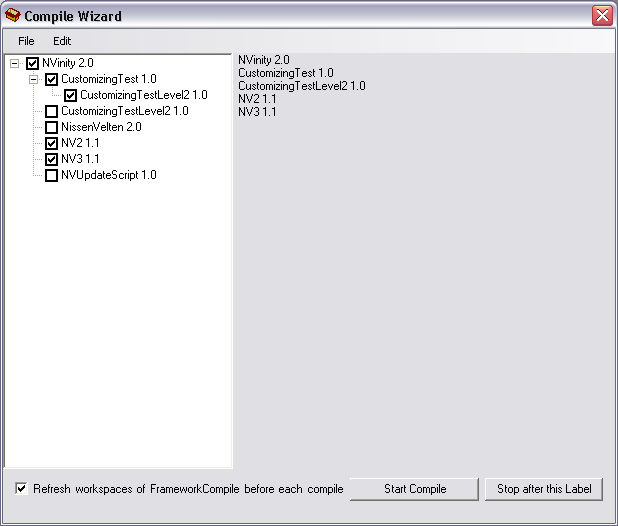 Compile Wizard
File Edit
NVinity 2.0
CustomizingTest 1.0
CustomizingTestLevel2 1.0
CustomizingTestLevel2 1.0
NissenVelten 2.0
NV2 1.1
NV3 1.1
NVUpdateScript 1.0
NVinity 2.0
CustomizingTest 1.0
CustomizingTestLevel2 1.0
NV2 1.1
NV3 1.1
Refresh workspaces of FrameworkCompile before each compile
Start Compile
Stop after this Label